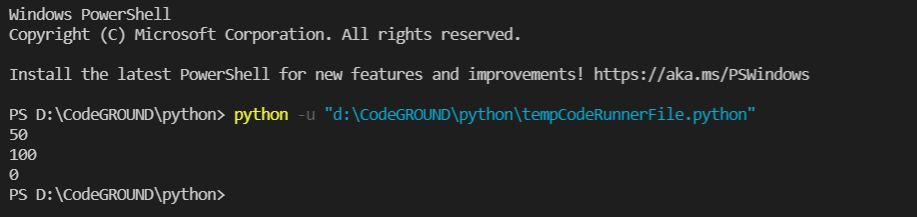 Windows PowerShell
Copyright (C) Microsoft Corporation. All rights reserved.
Install the latest PowerShell for new features and improvements! https://aka.ms/PSWindows
PS D:\CodeGROUND\python> python -u "d:\CodeGROUND\python\tempCodeRunnerFile.python"
50
100
0
PS D:\CodeGROUND\python>